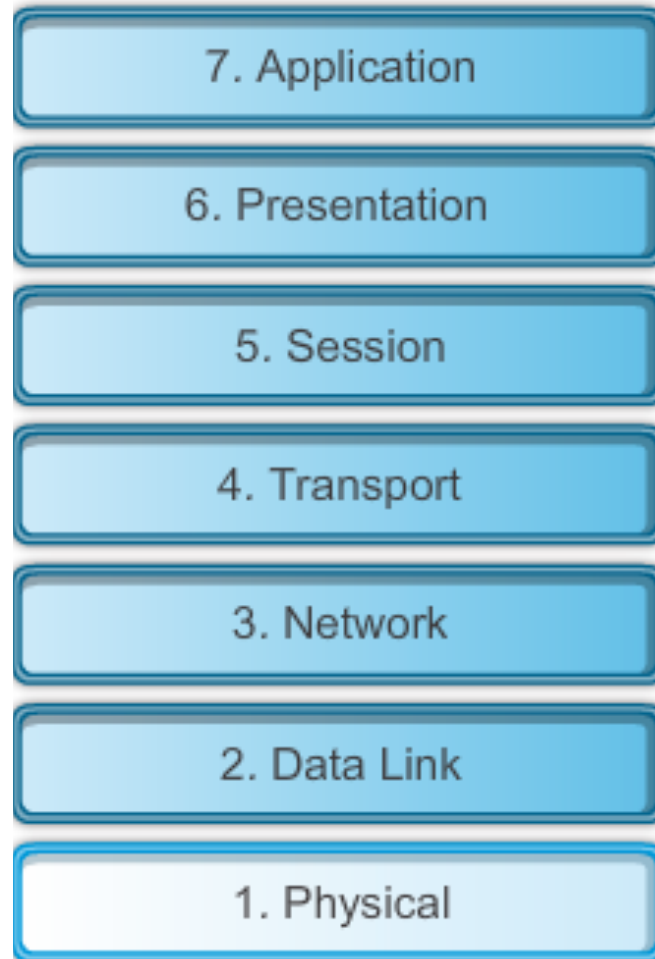 7. Application
6. Presentation
5. Session
4. Transport
3. Network
2. Data Link
1. Physical